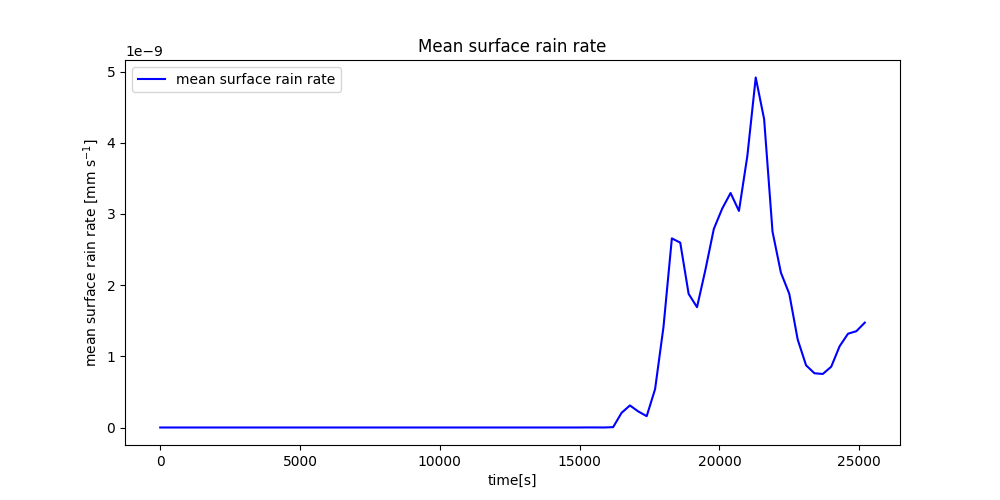 Mean surface rain rate
1e−9
mean surface rain rate
5
4
3
2
1
0
mean surface rain rate [mm s⁻¹]
0 5000 10000 15000 20000 25000
time[s]